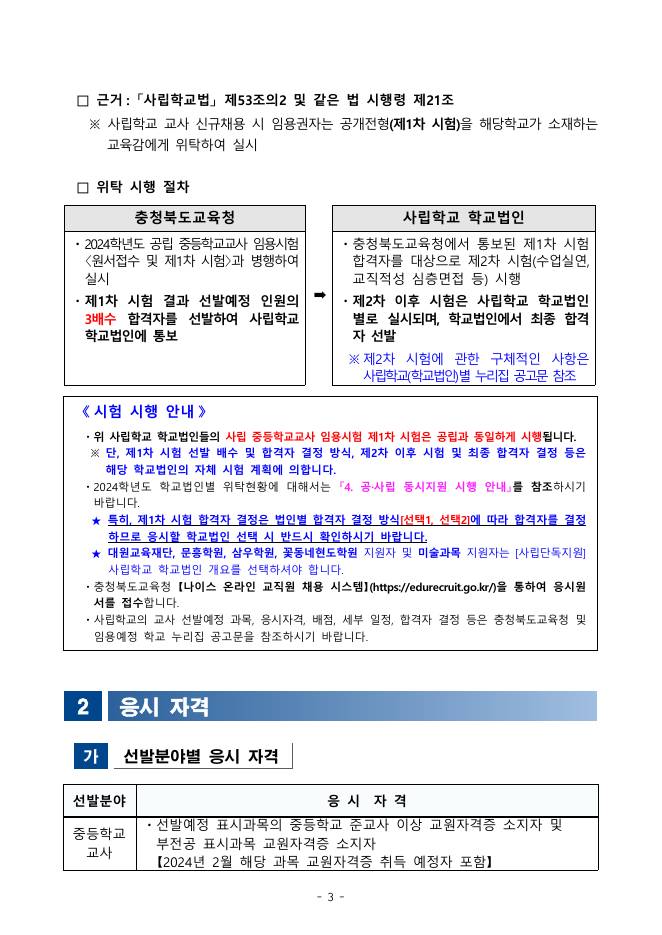 □ 근거 :「사립학교법」제53조의2 및 같은 법 시행령 제21조
※ 사립학교 교사 신규채용 시 임용권자는 공개전형(제1차 시험)을 해당학교가 소재하는
교육감에게 위탁하여 실시
□ 위탁 시행 절차
충청북도교육청
・2024학년도 공립 중등학교교사 임용시험
〈원서접수 및 제1차 시험〉과 병행하여
실시
・제1차 시험 결과 선발예정 인원의
3배수 합격자를 선발하여 사립학교
학교법인에 통보
➡
사립학교 학교법인
・충청북도교육청에서 통보된 제1차 시험
합격자를 대상으로 제2차 시험(수업실연,
교직적성 심층면접 등) 시행
・제2차 이후 시험은 사립학교 학교법인
별로 실시되며, 학교법인에서 최종 합격
자 선발
※ 제2차 시험에 관한 구체적인 사항은
사립학교(학교법인)별 누리집 공고문 참조
《 시험 시행 안내 》
・위 사립학교 학교법인들의 사립 중등학교교사 임용시험 제1차 시험은 공립과 동일하게 시행됩니다.
※ 단, 제1차 시험 선발 배수 및 합격자 결정 방식, 제2차 이후 시험 및 최종 합격자 결정 등은
해당 학교법인의 자체 시험 계획에 의합니다.
・2024학년도 학교법인별 위탁현황에 대해서는 「4. 공·사립 동시지원 시행 안내」를 참조하시기
바랍니다.
★ 특히, 제1차 시험 합격자 결정은 법인별 합격자 결정 방식[선택1, 선택2]에 따라 합격자를 결정
하므로 응시할 학교법인 선택 시 반드시 확인하시기 바랍니다.
★ 대원교육재단, 문흥학원, 삼우학원, 꽃동네현도학원 지원자 및 미술과목 지원자는 [사립단독지원]
사립학교 학교법인 개요를 선택하셔야 합니다.
・충청북도교육청 【나이스 온라인 교직원 채용 시스템】(https://edurecruit.go.kr/)을 통하여 응시원
서를 접수합니다.
・사립학교의 교사 선발예정 과목, 응시자격, 배점, 세부 일정, 합격자 결정 등은 충청북도교육청 및
임용예정 학교 누리집 공고문을 참조하시기 바랍니다.
2 응시 자격
가 선발분야별 응시 자격
선발분야
응 시 자 격
중등학교
교사
・선발예정 표시과목의 중등학교 준교사 이상 교원자격증 소지자 및
부전공 표시과목 교원자격증 소지자
【2024년 2월 해당 과목 교원자격증 취득 예정자 포함】
- 3 -